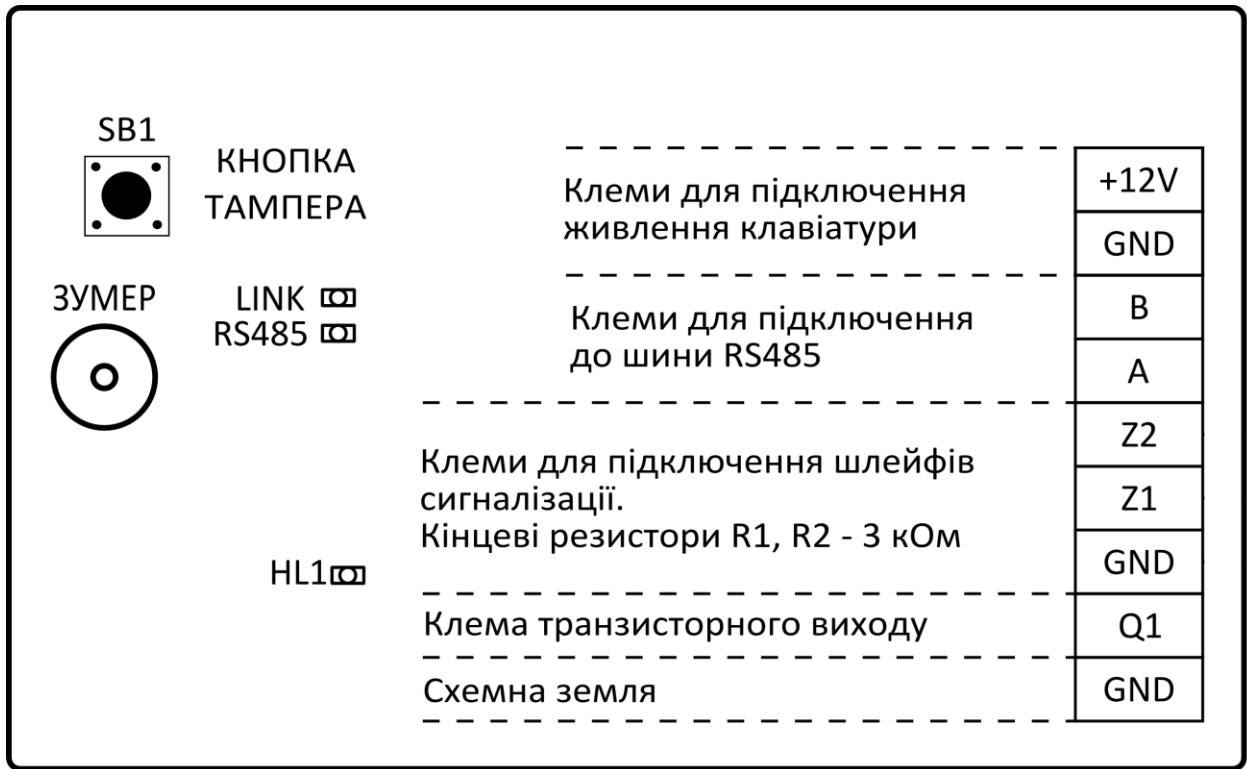 SB1
КНОПКА
ТАМПЕРА
ЗУМЕР
LINK
RS485
HL1
Клеми для підключення
живлення клавіатури
+12V
GND
Клеми для підключення
до шини RS485
B
A
Клеми для підключення шлейфів
сигналізації.
Кінцеві резистори R1, R2 - 3 кОм
Z2
Z1
GND
Клема транзисторного виходу
Q1
Схемна земля
GND